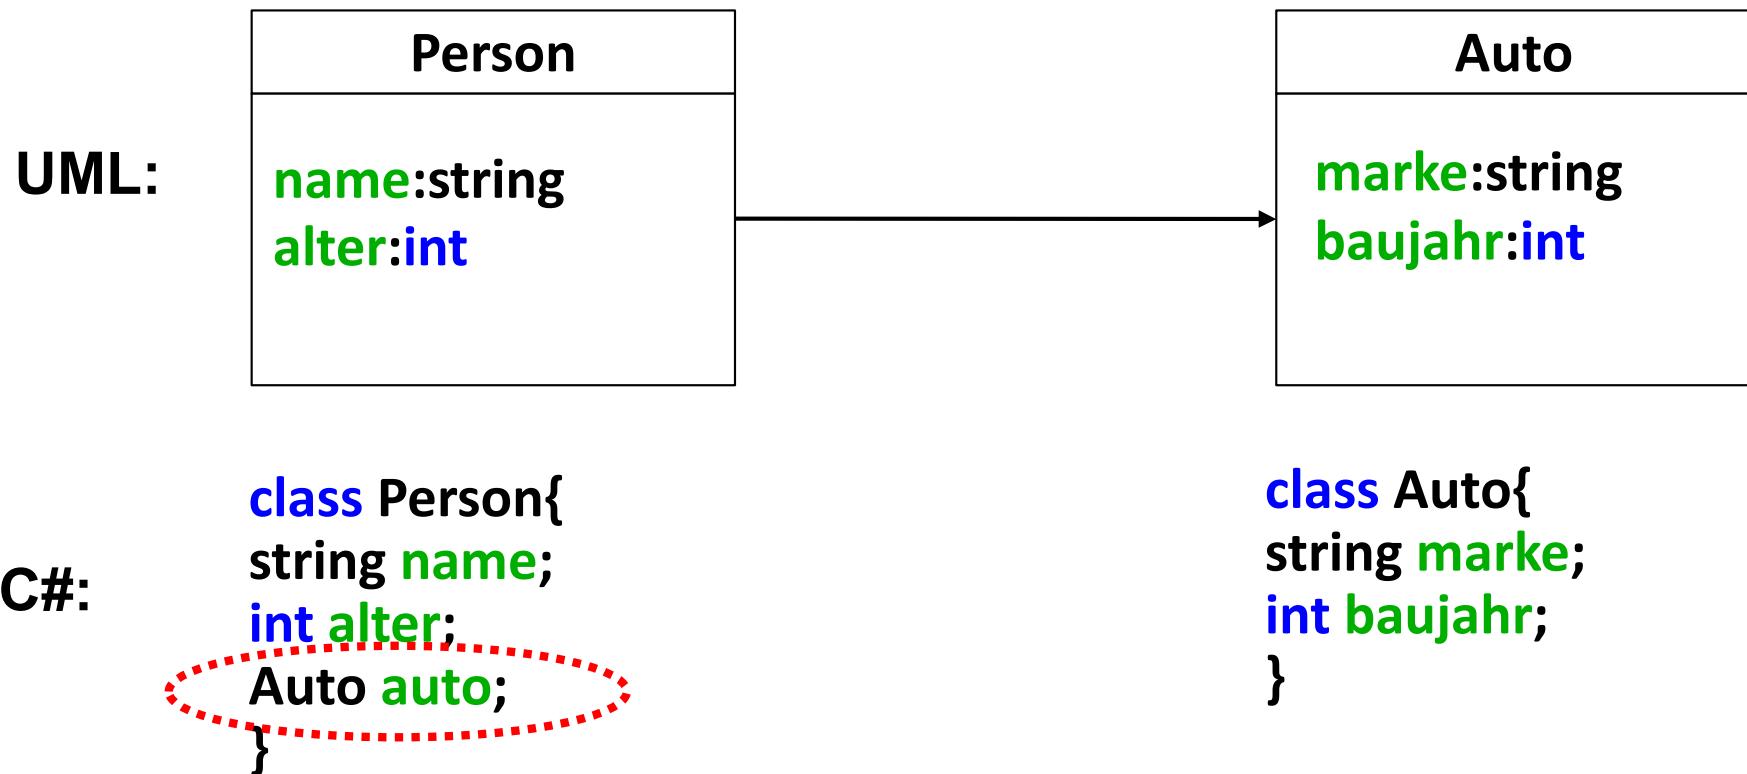 Person
Auto
UML:
name:string
alter:int
marke:string
baujahr:int
C#:
class Person{
string name;
int alter;
Auto auto;
}
class Auto{
string marke;
int baujahr;
}